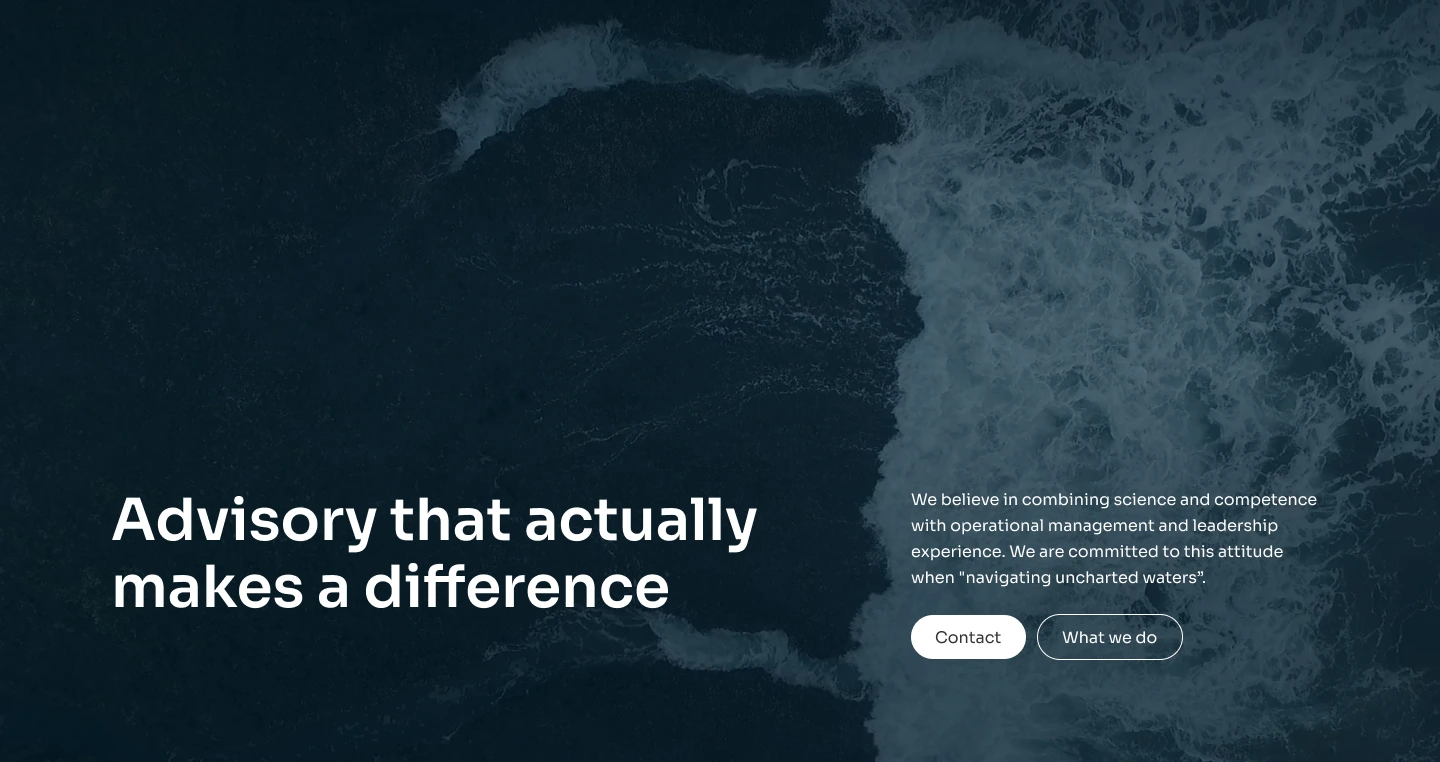 Advisory that actually
makes a difference
We believe in combining science and competence
with operational management and leadership
experience. We are committed to this attitude
when "navigating uncharted waters”.
Contact
What we do